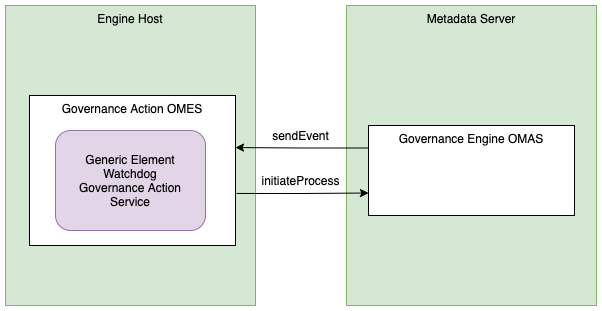 Engine Host
Metadata Server
Governance Action OMES
Generic Element
Watchdog
Governance Action
Service
sendEvent
initiateProcess
Governance Engine OMAS